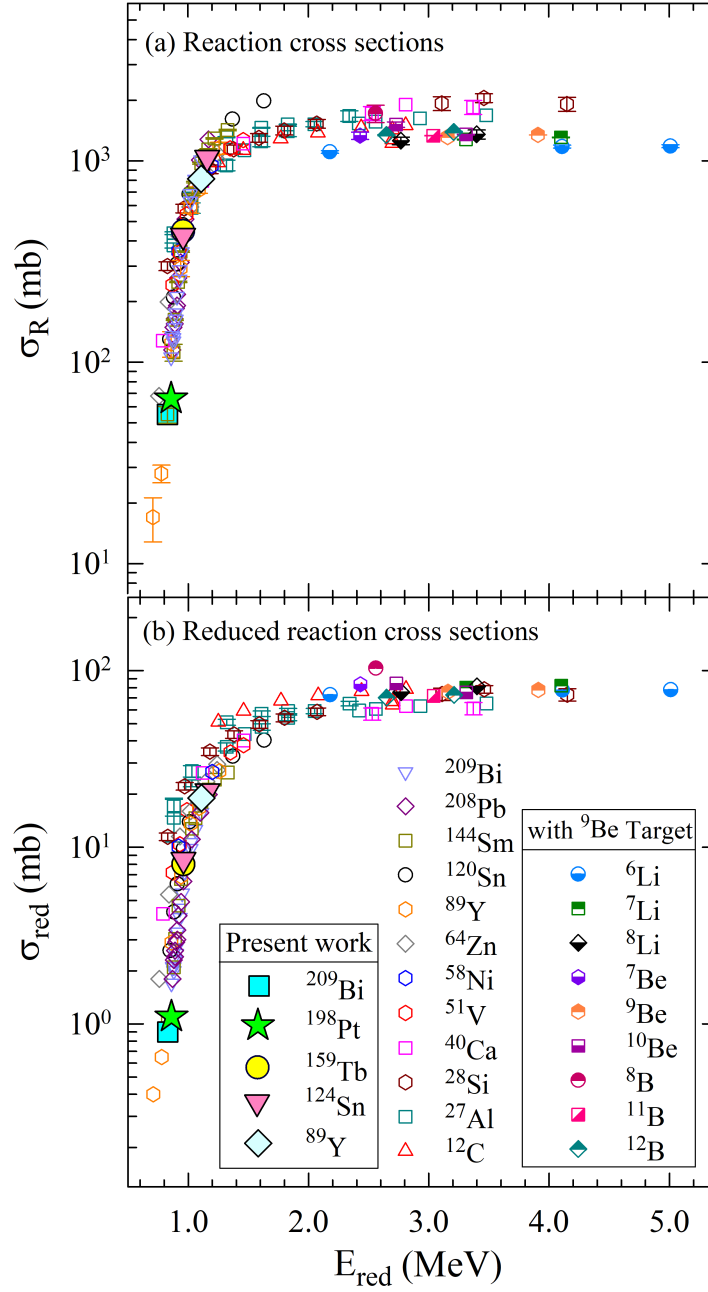 (a) Reaction cross sections
10³
10²
10¹
σ_R (mb)
(b) Reduced reaction cross sections
10²
10¹
10⁰
σ_red (mb)
Present work
²⁰⁹Bi
¹⁹⁸Pt
¹⁵⁹Tb
¹²⁴Sn
⁸⁹Y
²⁰⁹Bi
²⁰⁸Pb
¹⁴⁴Sm
¹²⁰Sn
⁸⁹Y
⁶⁴Zn
⁵⁸Ni
⁵¹V
⁴⁰Ca
²⁸Si
²⁷Al
¹²C
with ⁹Be Target
⁶Li
⁷Li
⁸Li
⁷Be
⁹Be
¹⁰Be
⁸B
¹¹B
¹²B
1.0 2.0 3.0 4.0 5.0
E_red (MeV)